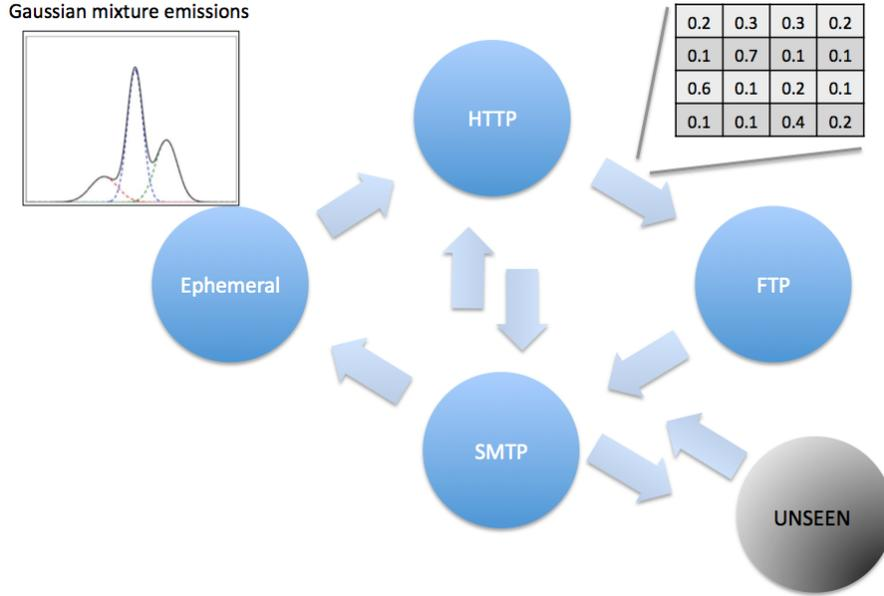 Gaussian mixture emissions
0.2 0.3 0.3 0.2
0.1 0.7 0.1 0.1
0.6 0.1 0.2 0.1
0.1 0.1 0.4 0.2
HTTP
Ephemeral
FTP
SMTP
UNSEEN